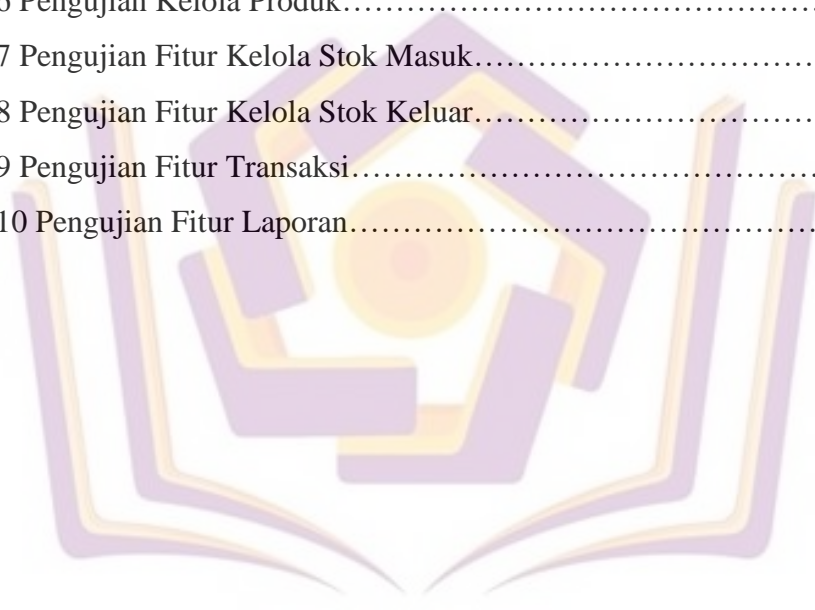 6 Pengujian Kelola Produk……………………………………………
7 Pengujian Fitur Kelola Stok Masuk………………………………
8 Pengujian Fitur Kelola Stok Keluar………………………………
9 Pengujian Fitur Transaksi…………………………………………
10 Pengujian Fitur Laporan…………………………………………